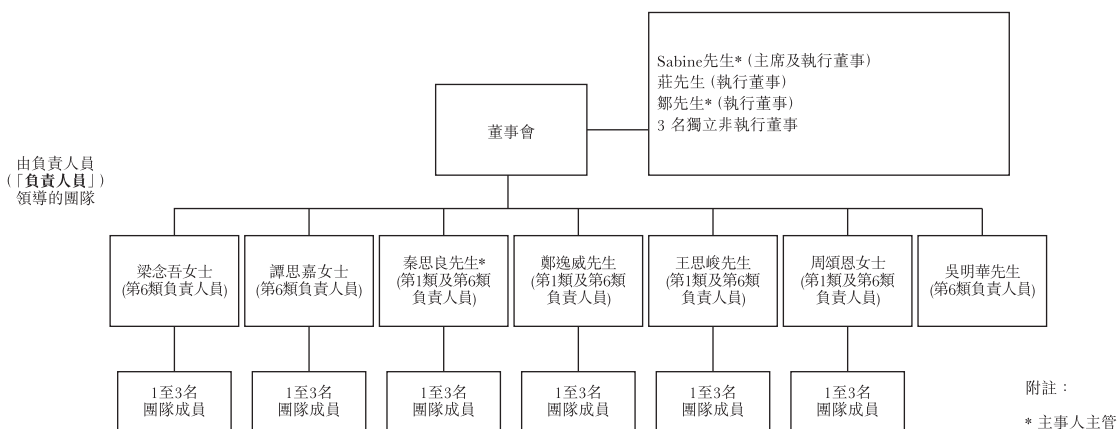 Sabine先生* (主席及執行董事)
莊先生 (執行董事)
鄒先生* (執行董事)
3 名獨立非執行董事
董事會
由負責人員
(「負責人員」)
領導的團隊
梁念吾女士
(第6類負責人員)
譚思嘉女士
(第6類負責人員)
秦思良先生*
(第1類及第6類
負責人員)
鄭逸威先生
(第1類及第6類
負責人員)
王思峻先生
(第1類及第6類
負責人員)
周頌恩女士
(第1類及第6類
負責人員)
吳明華先生
(第6類負責人員)
1至3名
團隊成員
1至3名
團隊成員
1至3名
團隊成員
1至3名
團隊成員
1至3名
團隊成員
1至3名
團隊成員
附註：
* 主事人主管